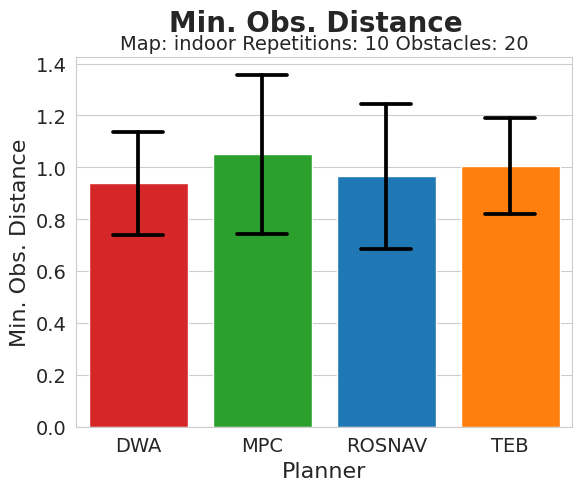 Min. Obs. Distance
Map: indoor Repetitions: 10 Obstacles: 20
Min. Obs. Distance
1.4
1.2
1.0
0.8
0.6
0.4
0.2
0.0
DWA MPC ROSNAV TEB
Planner